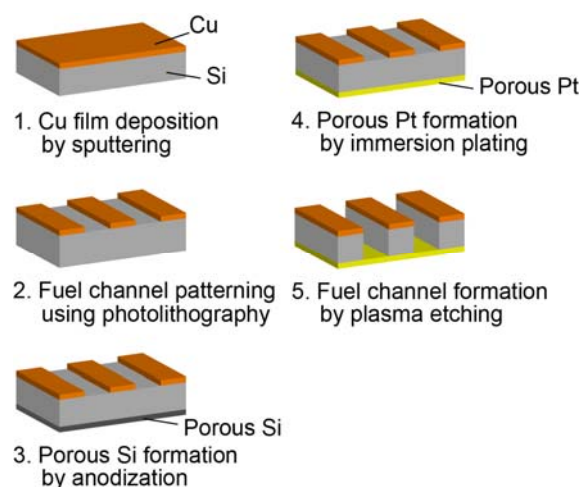 Cu
Si
1. Cu film deposition
by sputtering
2. Fuel channel patterning
using photolithography
Porous Si
3. Porous Si formation
by anodization
Porous Pt
4. Porous Pt formation
by immersion plating
5. Fuel channel formation
by plasma etching